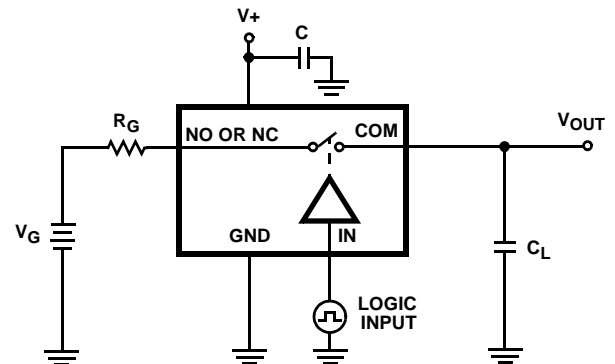 V+
C
RG
NO OR NC
COM
VOUT
VG
GND
IN
CL
LOGIC
INPUT